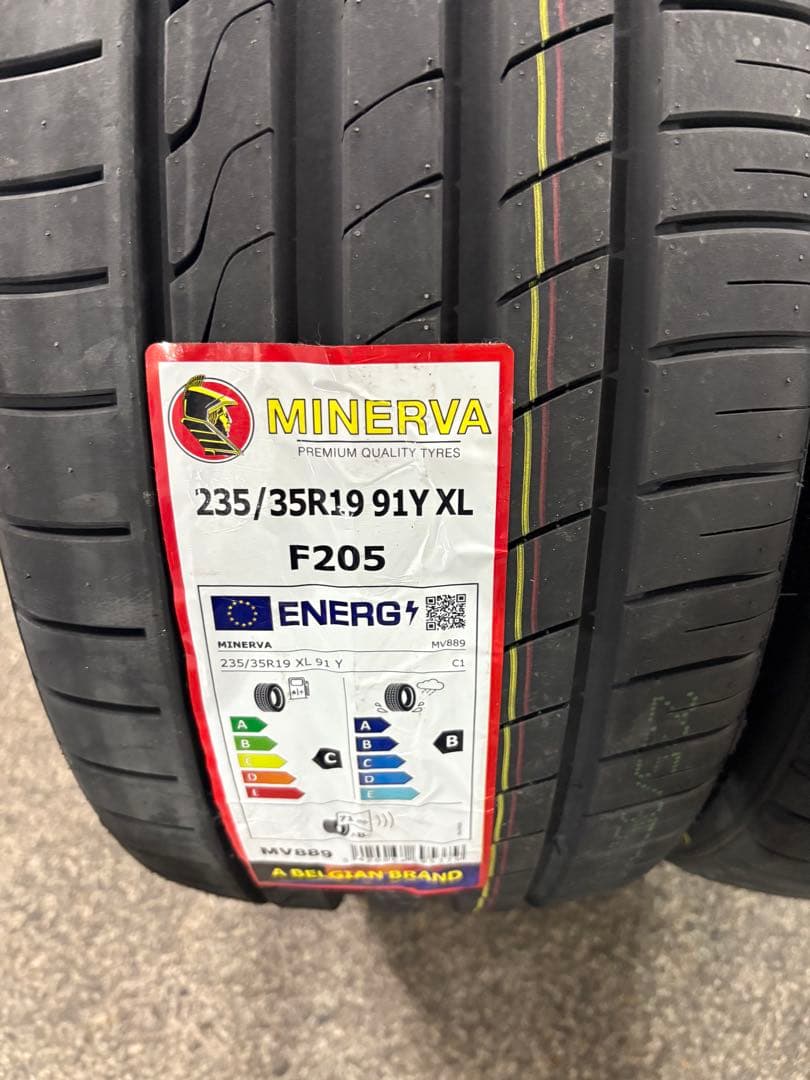 MINERVA
PREMIUM QUALITY TYRES
235/35R19 91Y XL
F205
ENERG
MINERVA MV889
235/35R19 XL 91 Y C1
A A
B B B
C C C
D D
E E
71
MV889
A BELGIAN BRAND